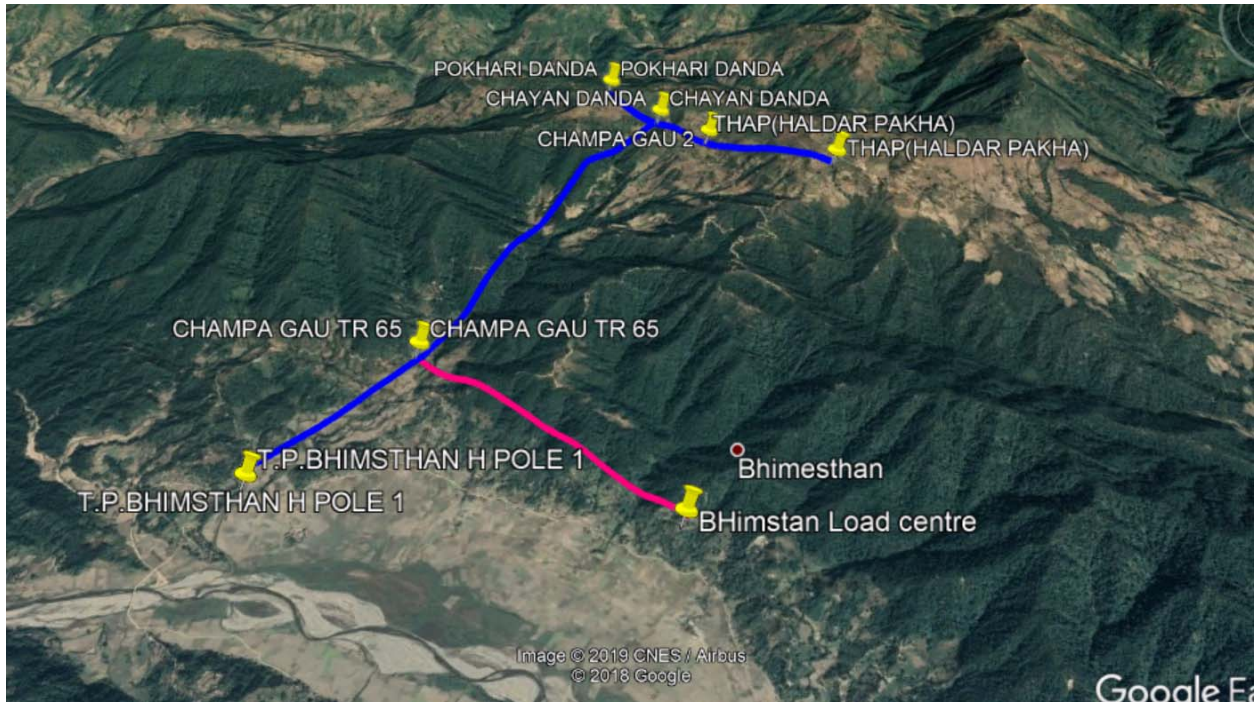 POKHARI DANDA POKHARI DANDA
CHAYAN DANDA CHAYAN DANDA
THAP(HALDAR PAKHA)
CHAMPA GAU 2
THAP(HALDAR PAKHA)
CHAMPA GAU TR 65 CHAMPA GAU TR 65
T.P.BHIMSTHAN H POLE 1
Bhimesthan
T.P.BHIMSTHAN H POLE 1
BHimstan Load centre
Image © 2019 CNES / Airbus
© 2018 Google
Google Ea